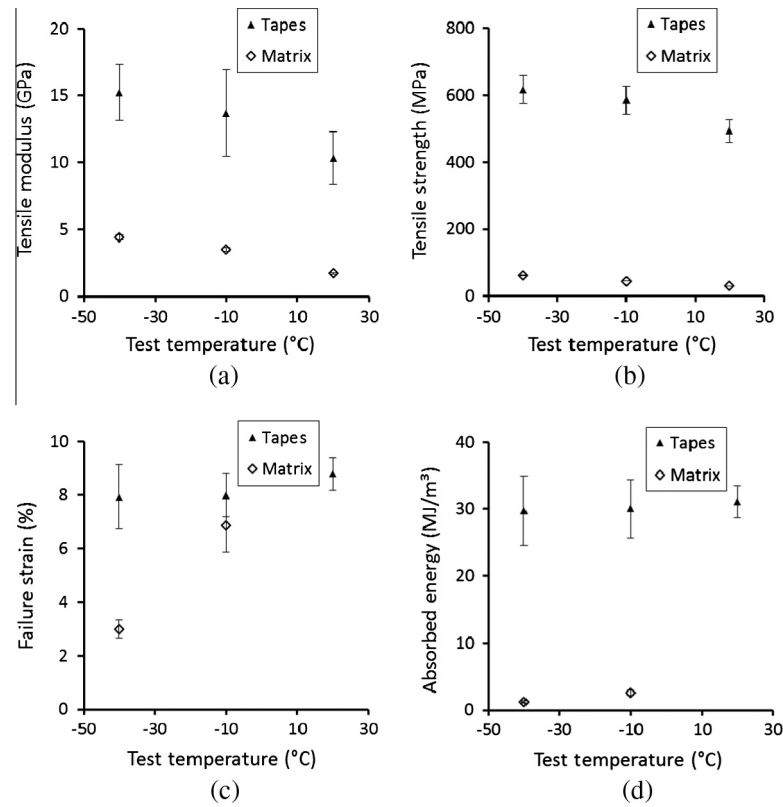 Tapes
Matrix
Tensile modulus (GPa)
20
15
10
5
0
-50 -30 -10 10 30
Test temperature (°C)
(a)
Tapes
Matrix
Tensile strength (MPa)
800
600
400
200
0
-50 -30 -10 10 30
Test temperature (°C)
(b)
Tapes
Matrix
Failure strain (%)
10
8
6
4
2
0
-50 -30 -10 10 30
Test temperature (°C)
(c)
Tapes
Matrix
Absorbed energy (MJ/m³)
40
30
20
10
0
-50 -30 -10 10 30
Test temperature (°C)
(d)